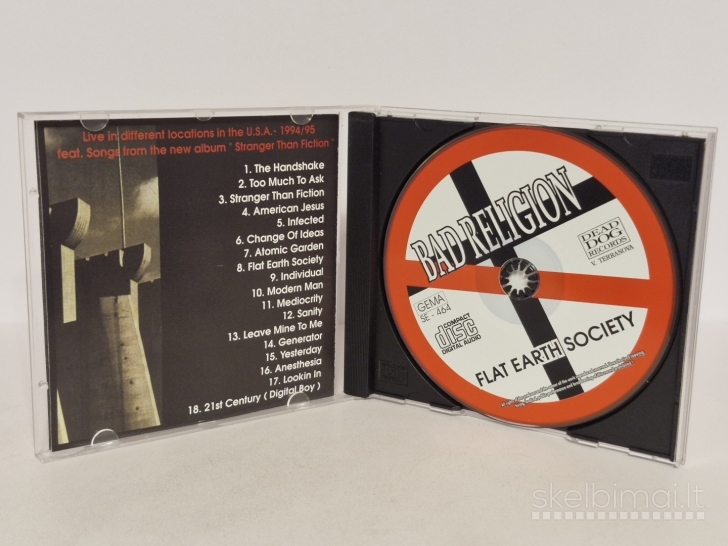 Live in different locations in the U.S.A.- 1994/95
feat. Songs from the new album " Stranger Than Fiction "
1. The Handshake
2. Too Much To Ask
3. Stranger Than Fiction
4. American Jesus
5. Infected
6. Change Of Ideas
7. Atomic Garden
8. Flat Earth Society
9. Individual
10. Modern Man
11. Mediocrity
12. Sanity
13. Leave Mine To Me
14. Generator
15. Yesterday
16. Anesthesia
17. Lookin In
18. 21st Century ( Digital Boy )
BAD RELIGION
DEAD
DOG
RECORDS
V. TERRANOVA
GEMA
SE - 464
COMPACT
disc
DIGITAL AUDIO
FLAT EARTH SOCIETY
skelbimai.lt